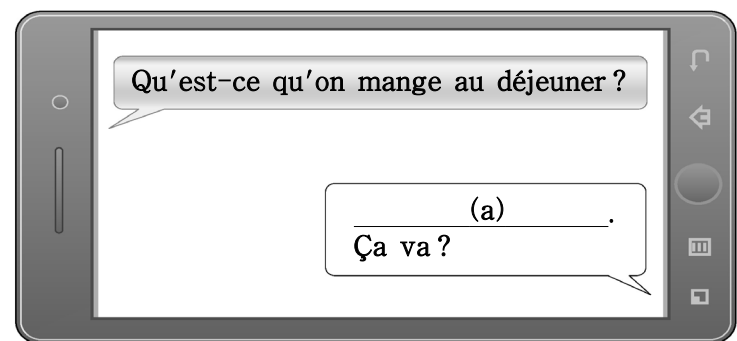 Qu'est-ce qu'on mange au déjeuner ?
(a) .
Ça va ?